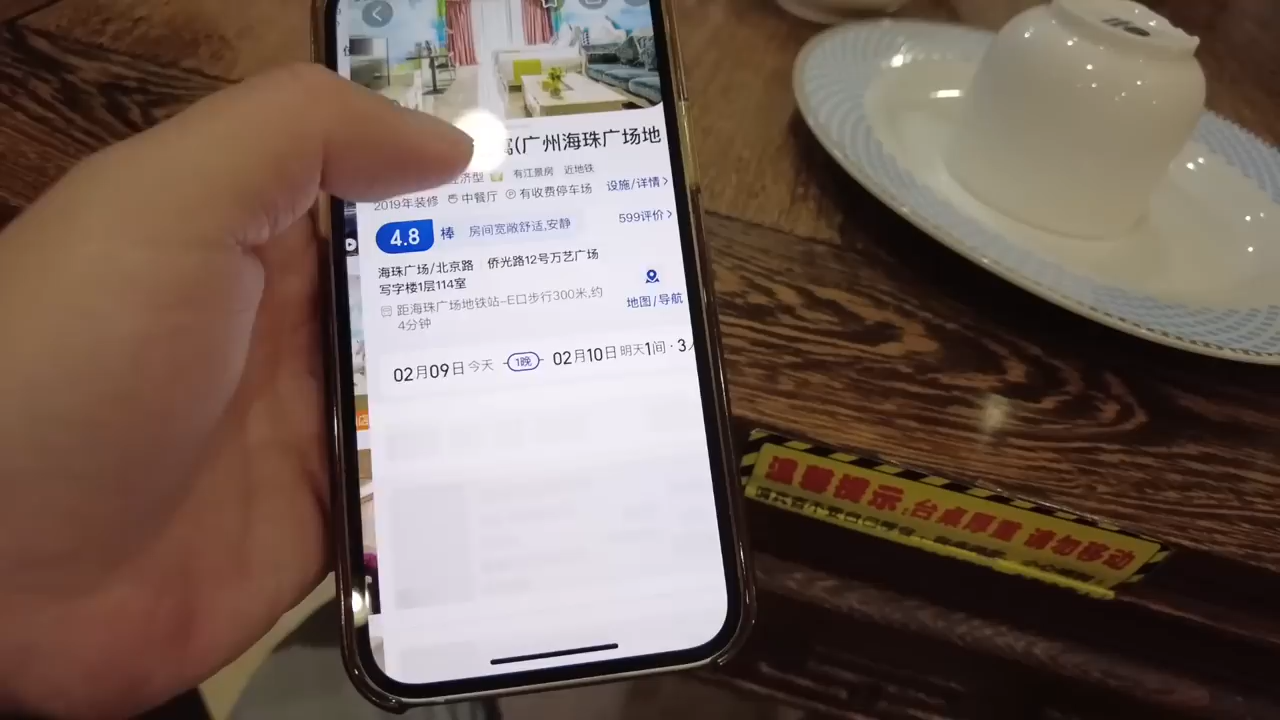 寓(广州海珠广场地
经济型 有江景房 近地铁
2019年装修 中餐厅 Ⓟ有收费停车场 设施/详情>
4.8 棒 房间宽敞舒适,安静 599评价>
海珠广场/北京路 侨光路12号万艺广场
写字楼1层114室
地图/导航
距海珠广场地铁站-E口步行300米,约
4分钟
02月09日今天 1晚 02月10日明天 1间·3人
温馨提示:台桌厚重 请勿移动